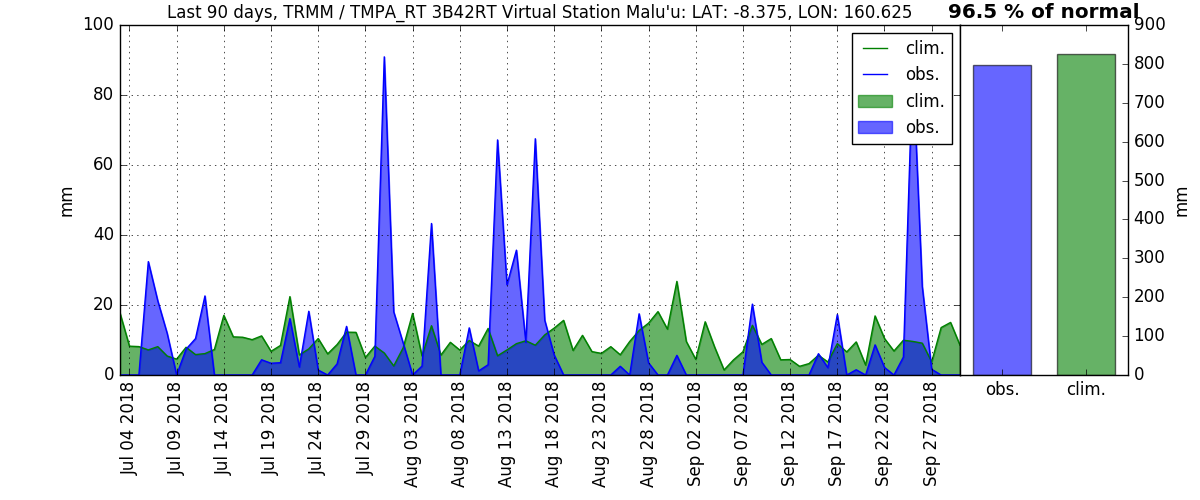 Last 90 days, TRMM / TMPA_RT 3B42RT Virtual Station Malu'u: LAT: -8.375, LON: 160.625
96.5 % of normal
mm
100
80
60
40
20
0
clim.
obs.
clim.
obs.
900
800
700
600
500
400
300
200
100
0
mm
Jul 04 2018
Jul 09 2018
Jul 14 2018
Jul 19 2018
Jul 24 2018
Jul 29 2018
Aug 03 2018
Aug 08 2018
Aug 13 2018
Aug 18 2018
Aug 23 2018
Aug 28 2018
Sep 02 2018
Sep 07 2018
Sep 12 2018
Sep 17 2018
Sep 22 2018
Sep 27 2018
obs.
clim.